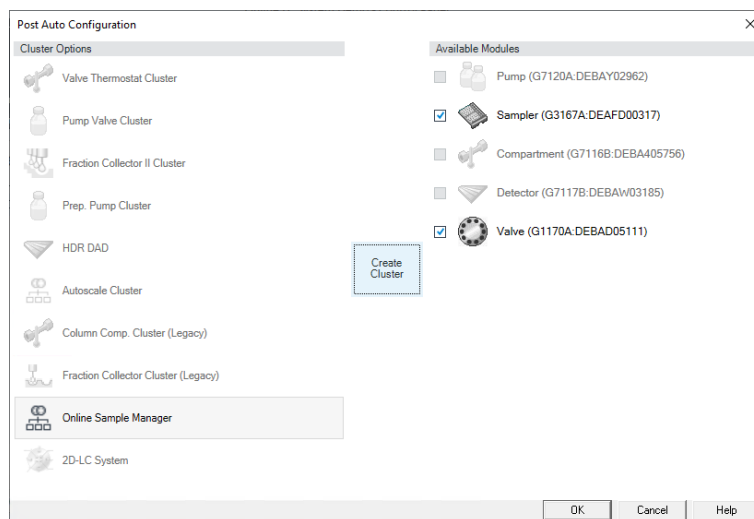 Post Auto Configuration
Cluster Options
Valve Thermostat Cluster
Pump Valve Cluster
Fraction Collector II Cluster
Prep. Pump Cluster
HDR DAD
Autoscale Cluster
Column Comp. Cluster (Legacy)
Fraction Collector Cluster (Legacy)
Online Sample Manager
2D-LC System
Create
Cluster
Available Modules
Pump (G7120A:DEBAY02962)
Sampler (G3167A:DEAFD00317)
Compartment (G7116B:DEBA405756)
Detector (G7117B:DEBAW03185)
Valve (G1170A:DEBAD05111)
OK
Cancel
Help